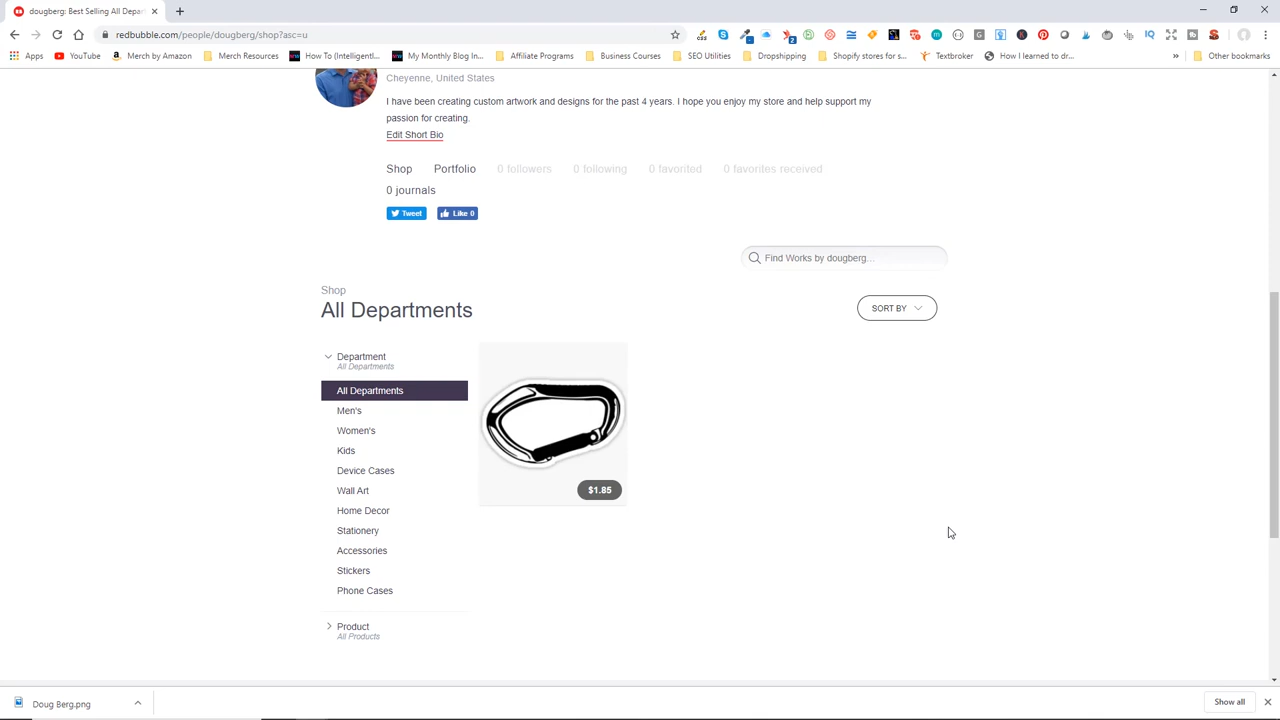 dougberg: Best Selling All Depar
redbubble.com/people/dougberg/shop?asc=u
Apps YouTube Merch by Amazon Merch Resources How To (Intelligentl... My Monthly Blog In... Affiliate Programs Business Courses SEO Utilities Dropshipping Shopify stores for s... Textbroker How I learned to dr... » Other bookmarks
Cheyenne, United States
I have been creating custom artwork and designs for the past 4 years. I hope you enjoy my store and help support my
passion for creating.
Edit Short Bio
Shop Portfolio 0 followers 0 following 0 favorited 0 favorites received
0 journals
Tweet Like 0
Find Works by dougberg…
Shop
All Departments
SORT BY
Department
All Departments
All Departments
Men's
Women's
Kids
Device Cases
Wall Art
Home Decor
Stationery
Accessories
Stickers
Phone Cases
$1.85
Product
All Products
Doug Berg.png
Show all